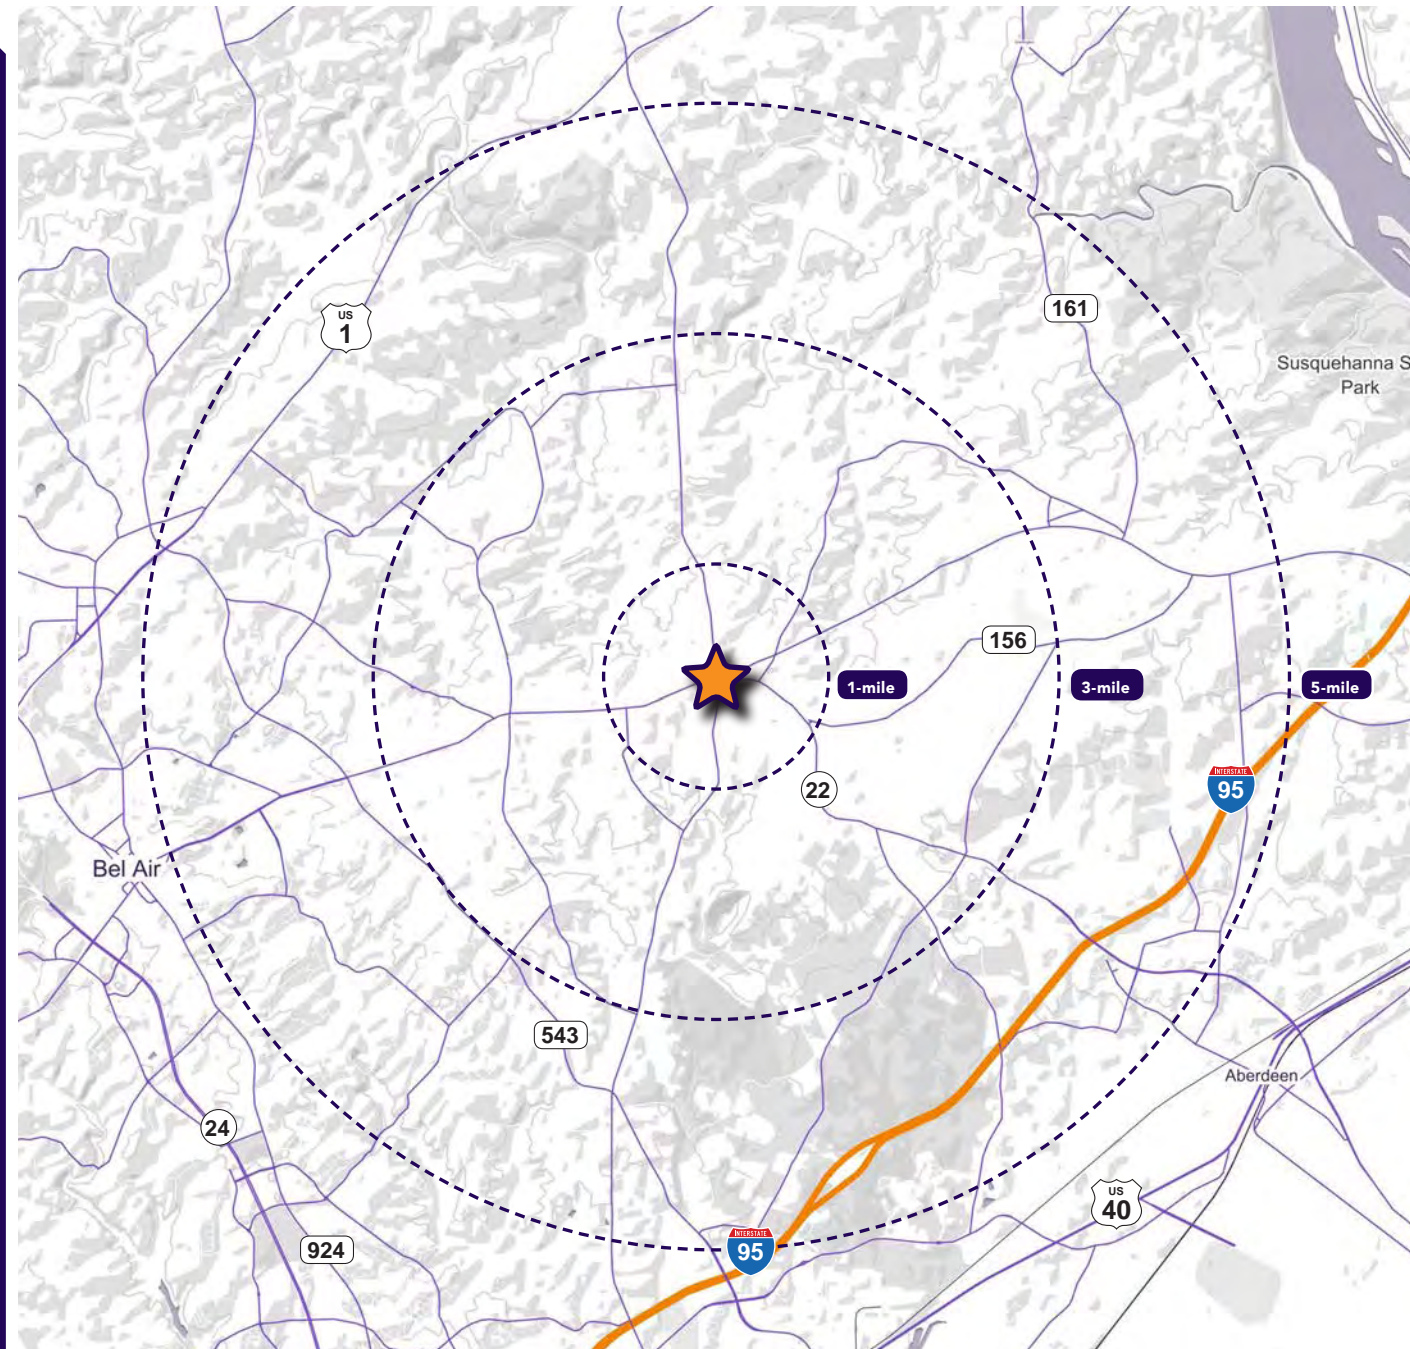 US
1
161
Susquehanna S
Park
156
1-mile
3-mile
5-mile
INTERSTATE
95
22
Bel Air
543
Aberdeen
24
US
40
924
INTERSTATE
95